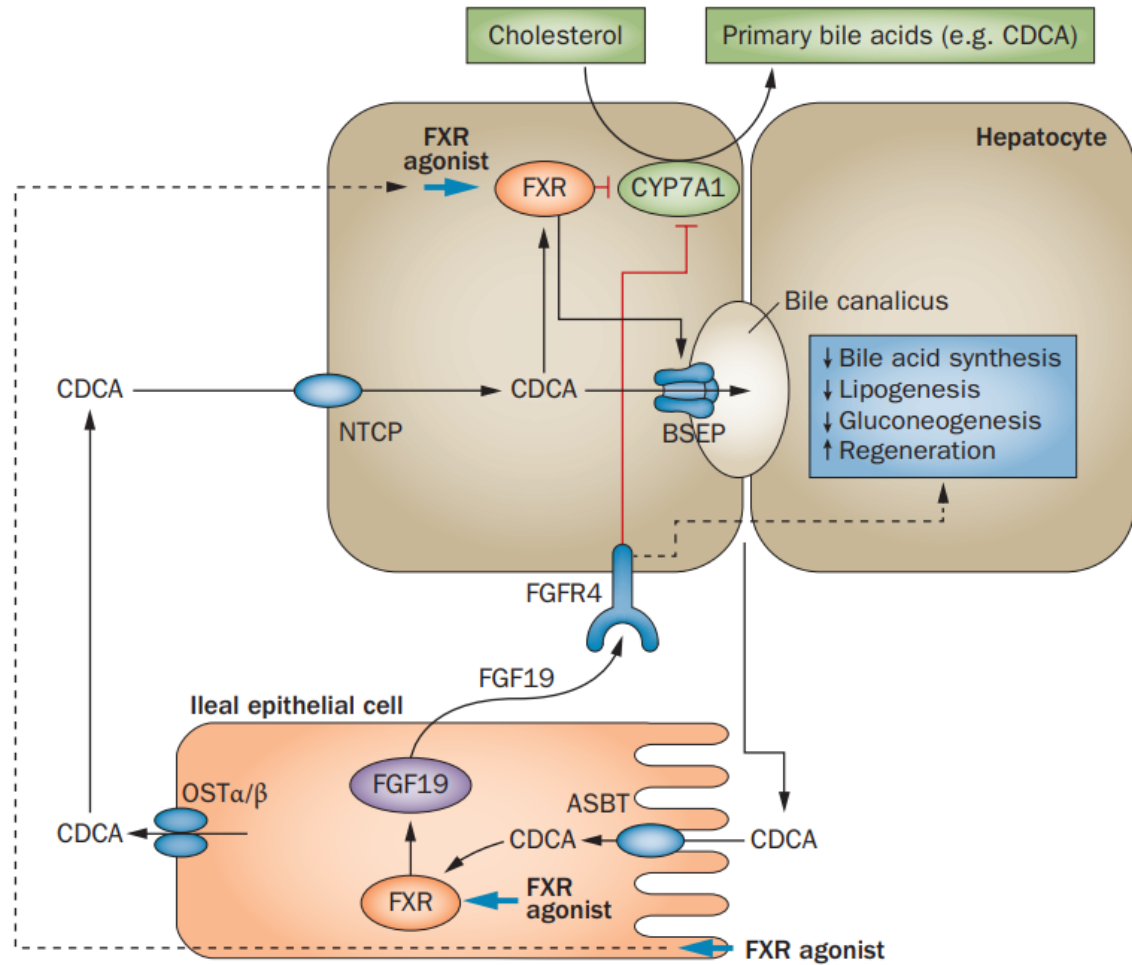 Cholesterol
Primary bile acids (e.g. CDCA)
Hepatocyte
FXR
agonist
FXR
CYP7A1
Bile canalicus
↓ Bile acid synthesis
↓ Lipogenesis
↓ Gluconeogenesis
↑ Regeneration
CDCA
NTCP
CDCA
BSEP
FGFR4
FGF19
Ileal epithelial cell
OSTα/β
FGF19
ASBT
CDCA
CDCA
CDCA
FXR
FXR
agonist
FXR agonist